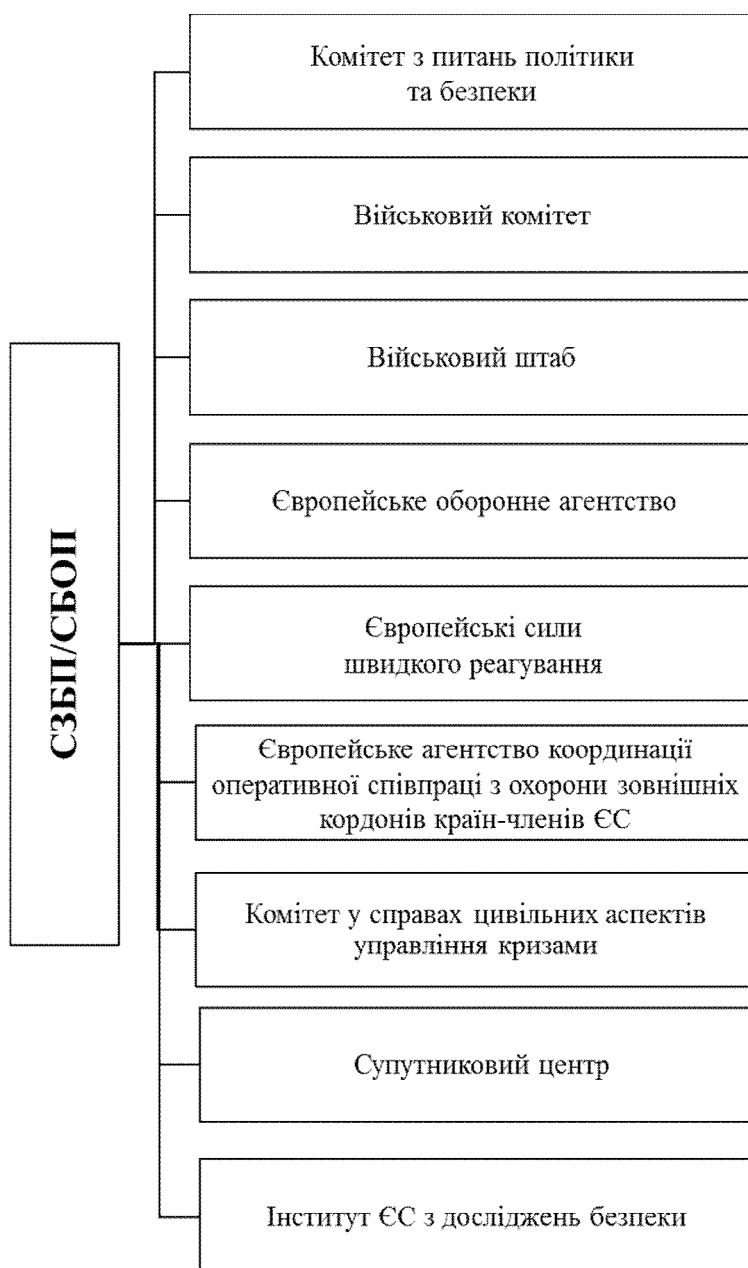 Комітет з питань політики
та безпеки
Військовий комітет
Військовий штаб
Європейське оборонне агентство
Європейські сили
швидкого реагування
Європейське агентство координації
оперативної співпраці з охорони зовнішніх
кордонів країн-членів ЄС
Комітет у справах цивільних аспектів
управління кризами
Супутниковий центр
Інститут ЄС з досліджень безпеки
СЗБП/СБОП